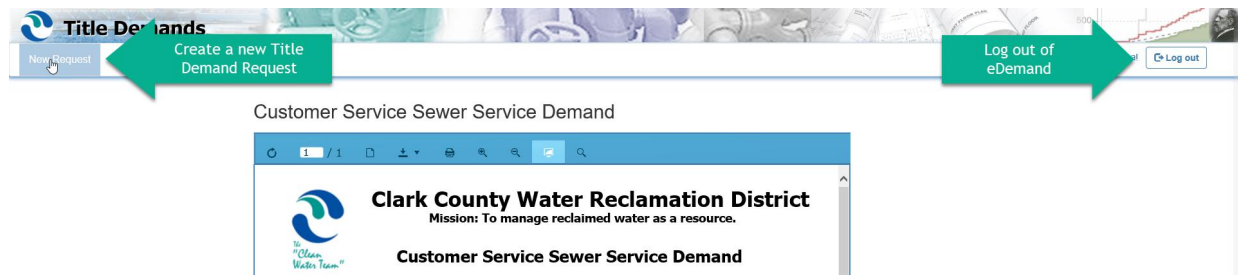 Title Demands
500
New Request
Create a new Title
Demand Request
Log out of
eDemand
Log out
Customer Service Sewer Service Demand
1 / 1
Clark County Water Reclamation District
Mission: To manage reclaimed water as a resource.
The
"Clean
Water Team"
Customer Service Sewer Service Demand